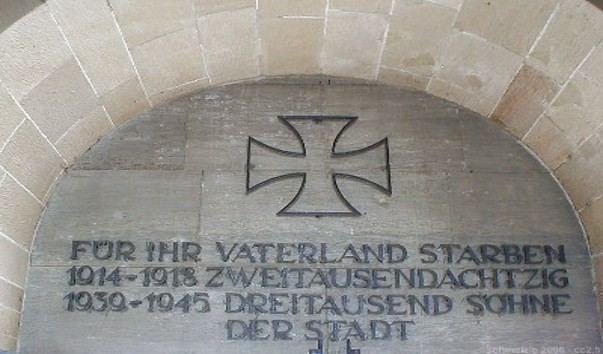 FÜR IHR VATERLAND STARBEN
1914-1918 ZWEITAUSENDACHTZIG
1939-1945 DREITAUSEND SÖHNE
DER STADT